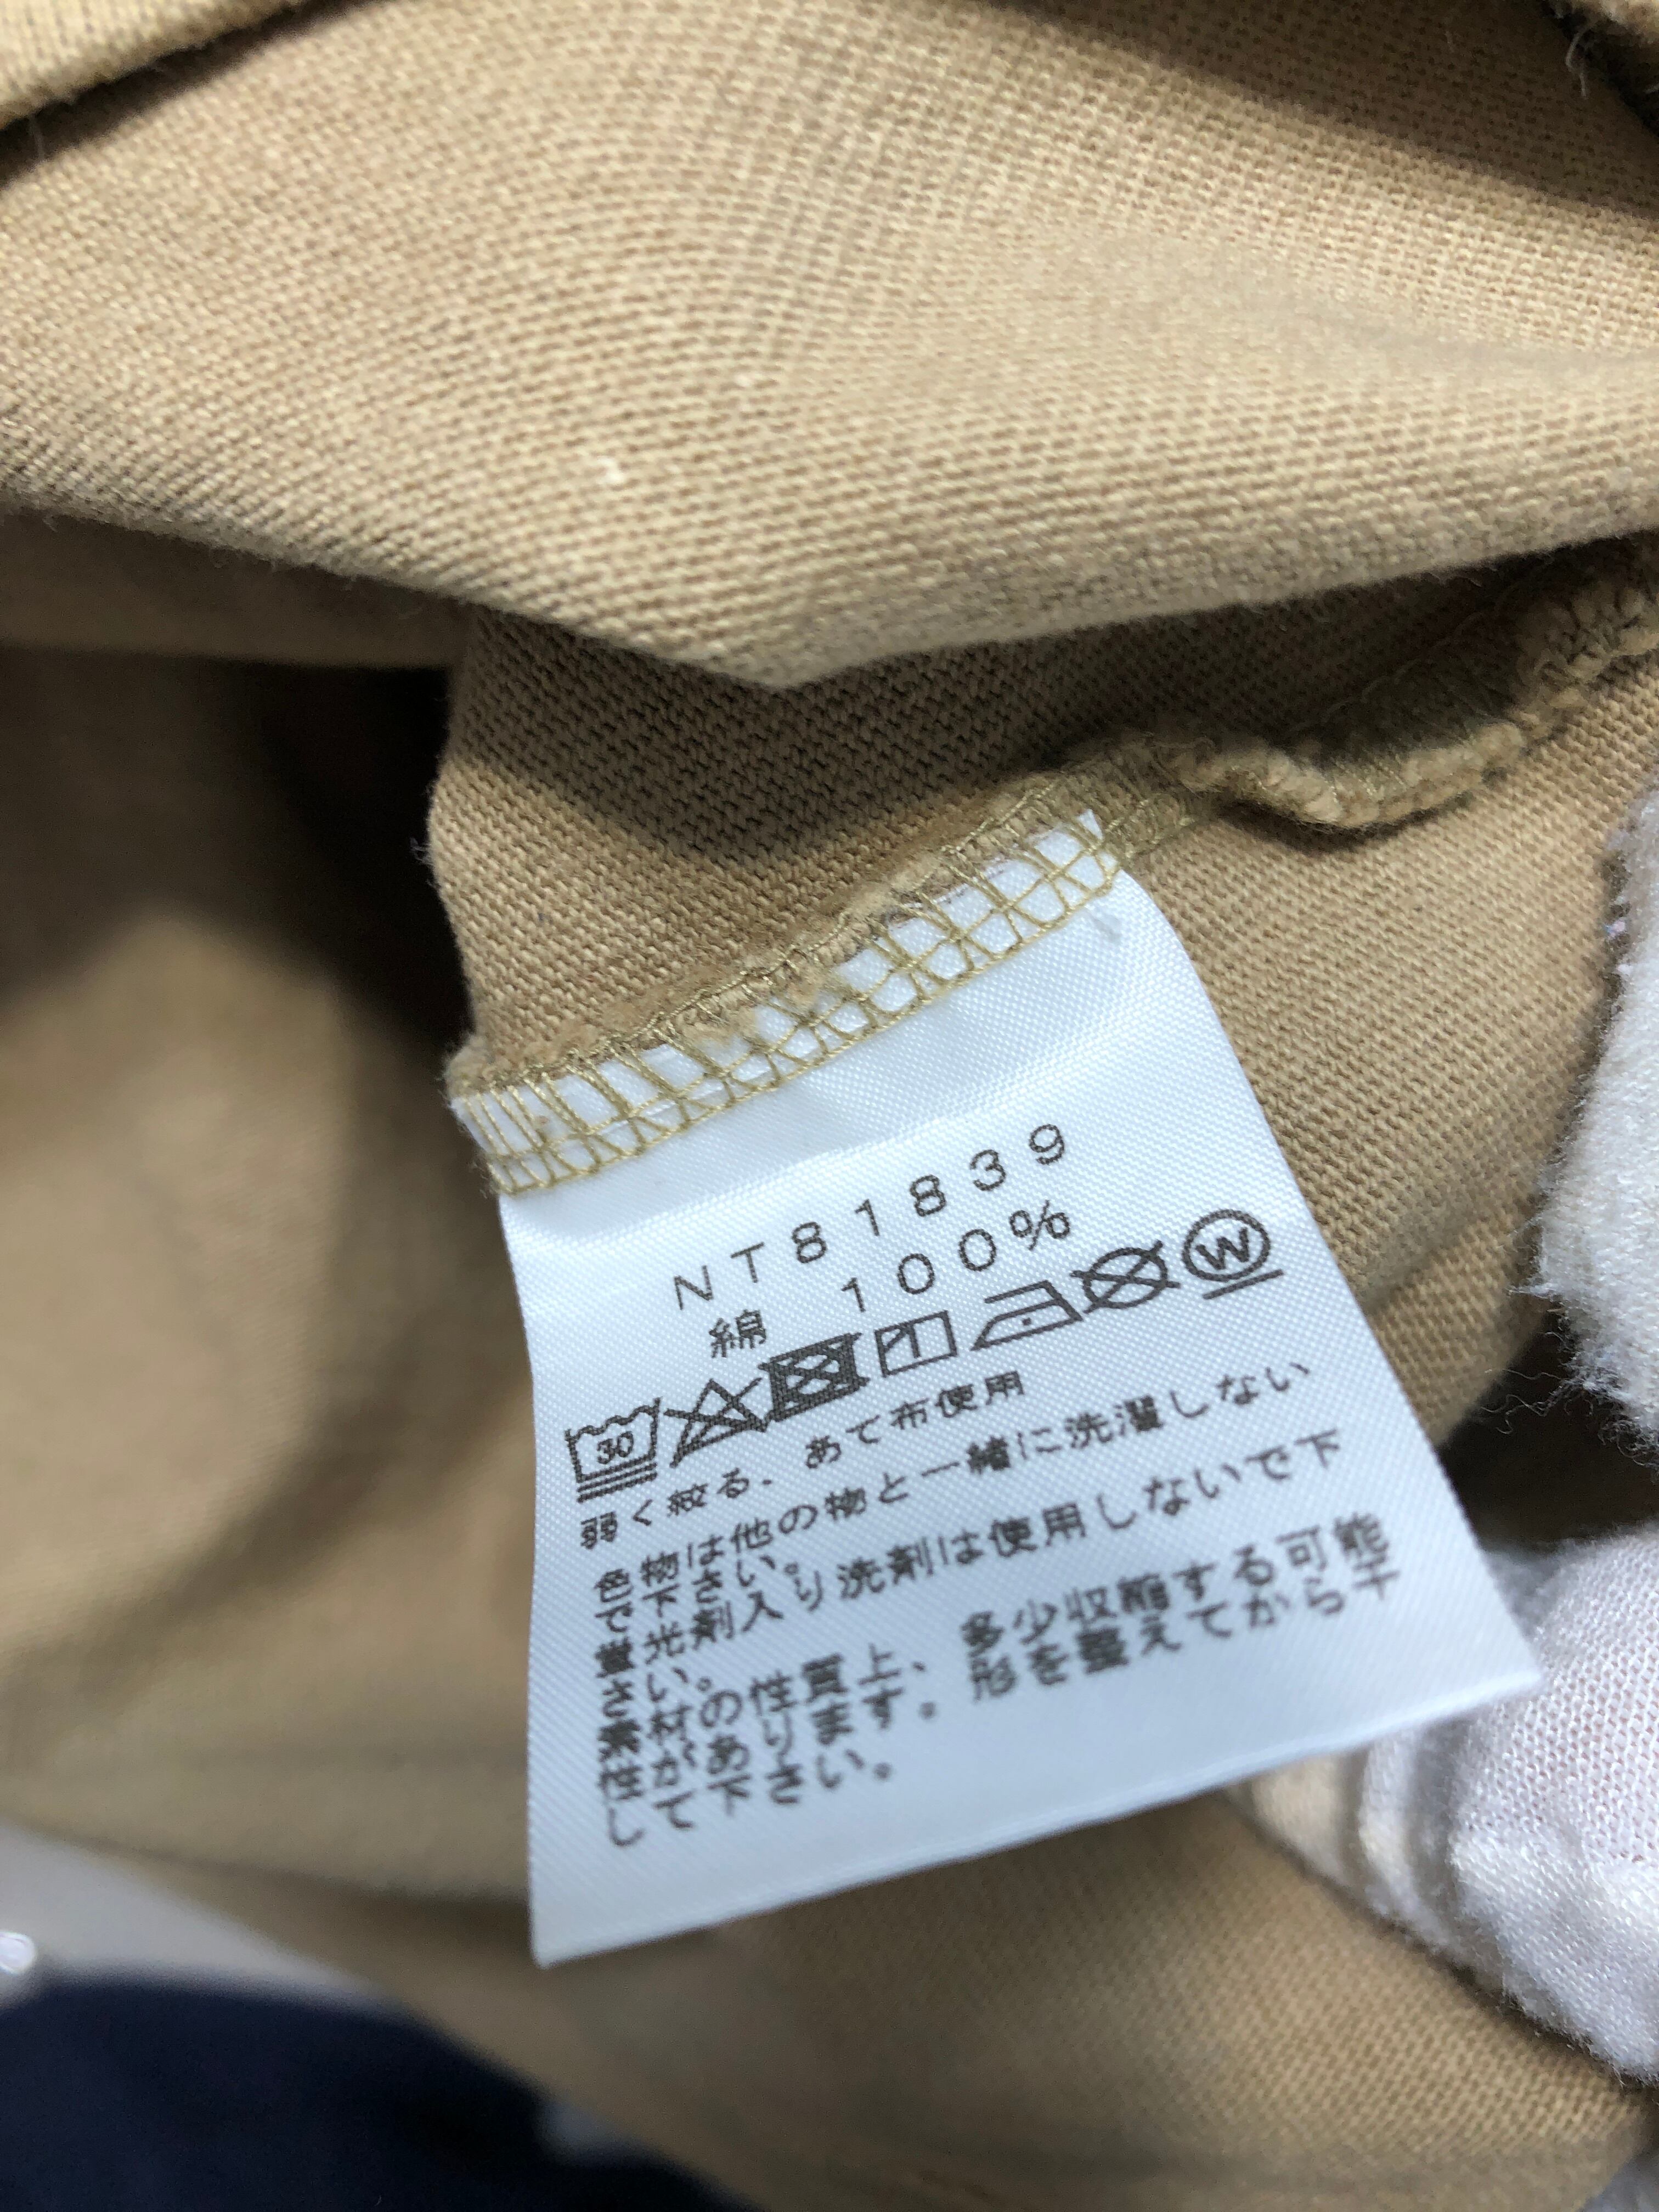 NT81839
綿 100%
30 W
弱く絞る、あて布使用
色物は他の物と一緒に洗濯しない
で下さい。
蛍光剤入り洗剤は使用しないで下
さい。
素材の性質上、多少収縮する可能
性があります。形を整えてから干
して下さい。